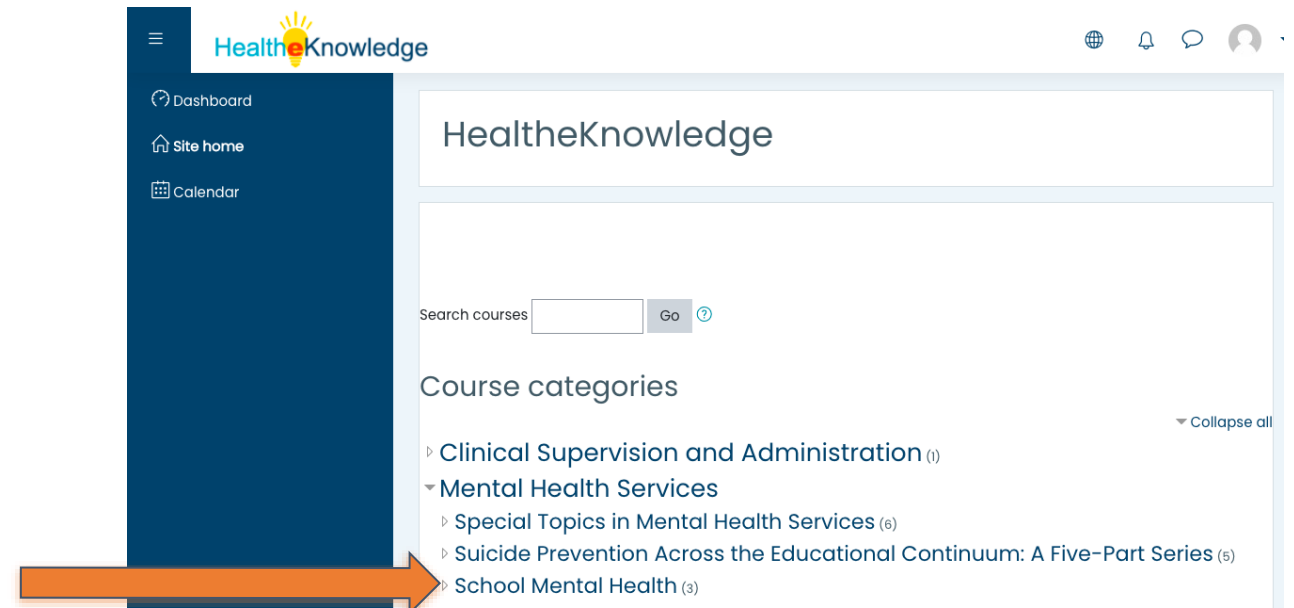 HealtheKnowledge
Dashboard
Site home
Calendar
HealtheKnowledge
Search courses Go ?
Course categories
Collapse all
Clinical Supervision and Administration (1)
Mental Health Services
Special Topics in Mental Health Services (6)
Suicide Prevention Across the Educational Continuum: A Five-Part Series (5)
School Mental Health (3)